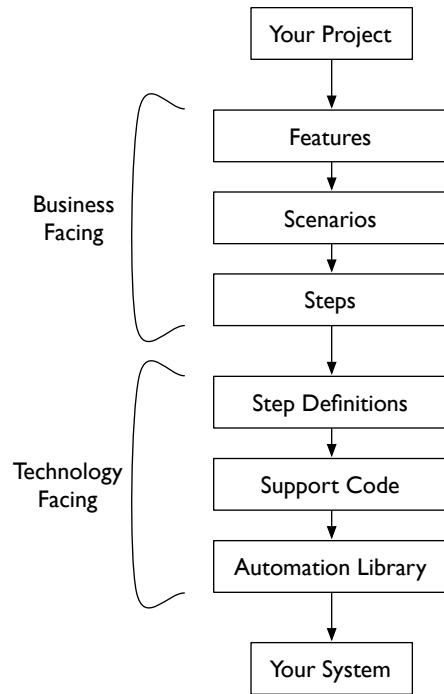 Your Project
Features
Business
Facing
Scenarios
Steps
Step Definitions
Technology
Facing
Support Code
Automation Library
Your System